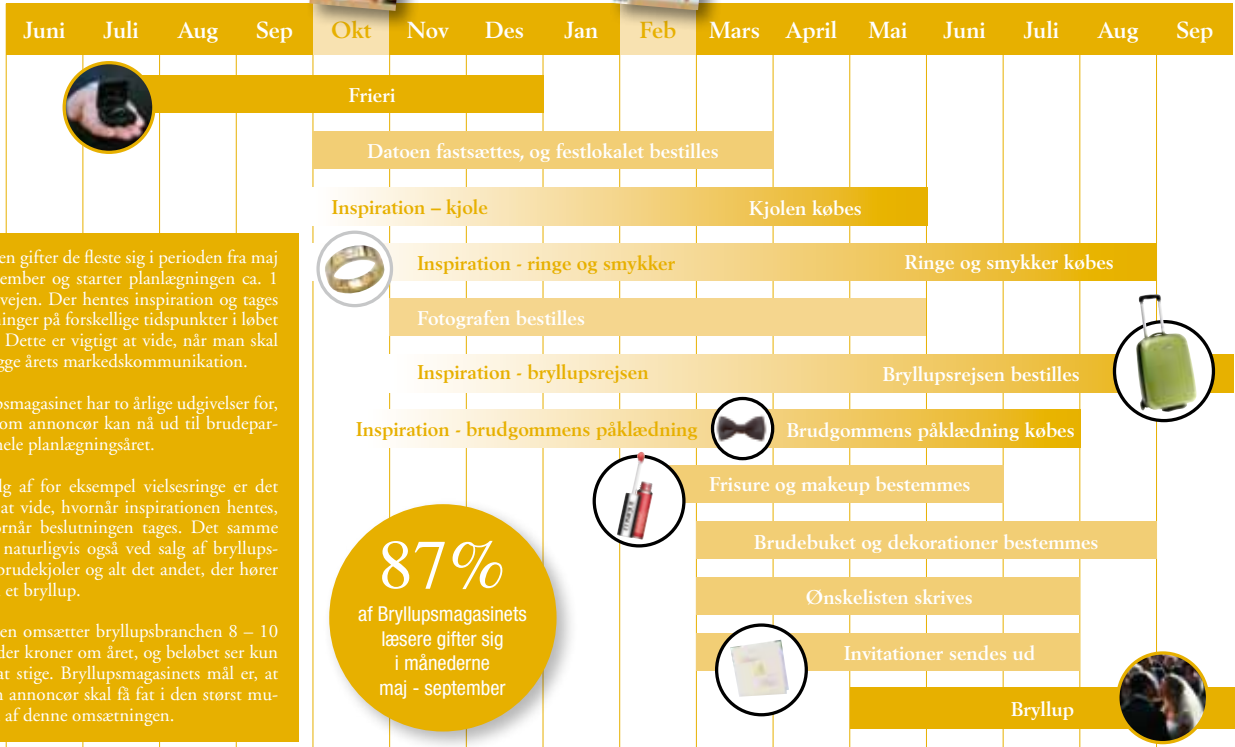 Juni Juli Aug Sep Okt Nov Des Jan Feb Mars April Mai Juni Juli Aug Sep
Frieri
Datoen fastsættes, og festlokalet bestilles
Inspiration – kjole Kjolen købes
Inspiration - ringe og smykker Ringe og smykker købes
Fotografen bestilles
Inspiration - bryllupsrejsen Bryllupsrejsen bestilles
Inspiration - brudgommens påklædning Brudgommens påklædning købes
Frisure og makeup bestemmes
Brudebuket og dekorationer bestemmes
Ønskelisten skrives
Invitationer sendes ud
Bryllup
en gifter de fleste sig i perioden fra maj
ember og starter planlægningen ca. 1
vejen. Der hentes inspiration og tages
ninger på forskellige tidspunkter i løbet
Dette er vigtigt at vide, når man skal
gge årets markedskommunikation.
psmagasinet har to årlige udgivelser for,
om annoncør kan nå ud til brudepar-
hele planlægningsåret.
lg af for eksempel vielsesringe er det
at vide, hvornår inspirationen hentes,
ornår beslutningen tages. Det samme
naturligvis også ved salg af bryllups-
brudekjoler og alt det andet, der hører
et bryllup.
en omsætter bryllupsbranchen 8 – 10
der kroner om året, og beløbet ser kun
at stige. Bryllupsmagasinets mål er, at
n annoncør skal få fat i den størst mu-
af denne omsætningen.
87%
af Bryllupsmagasinets
læsere gifter sig
i månederne
maj - september